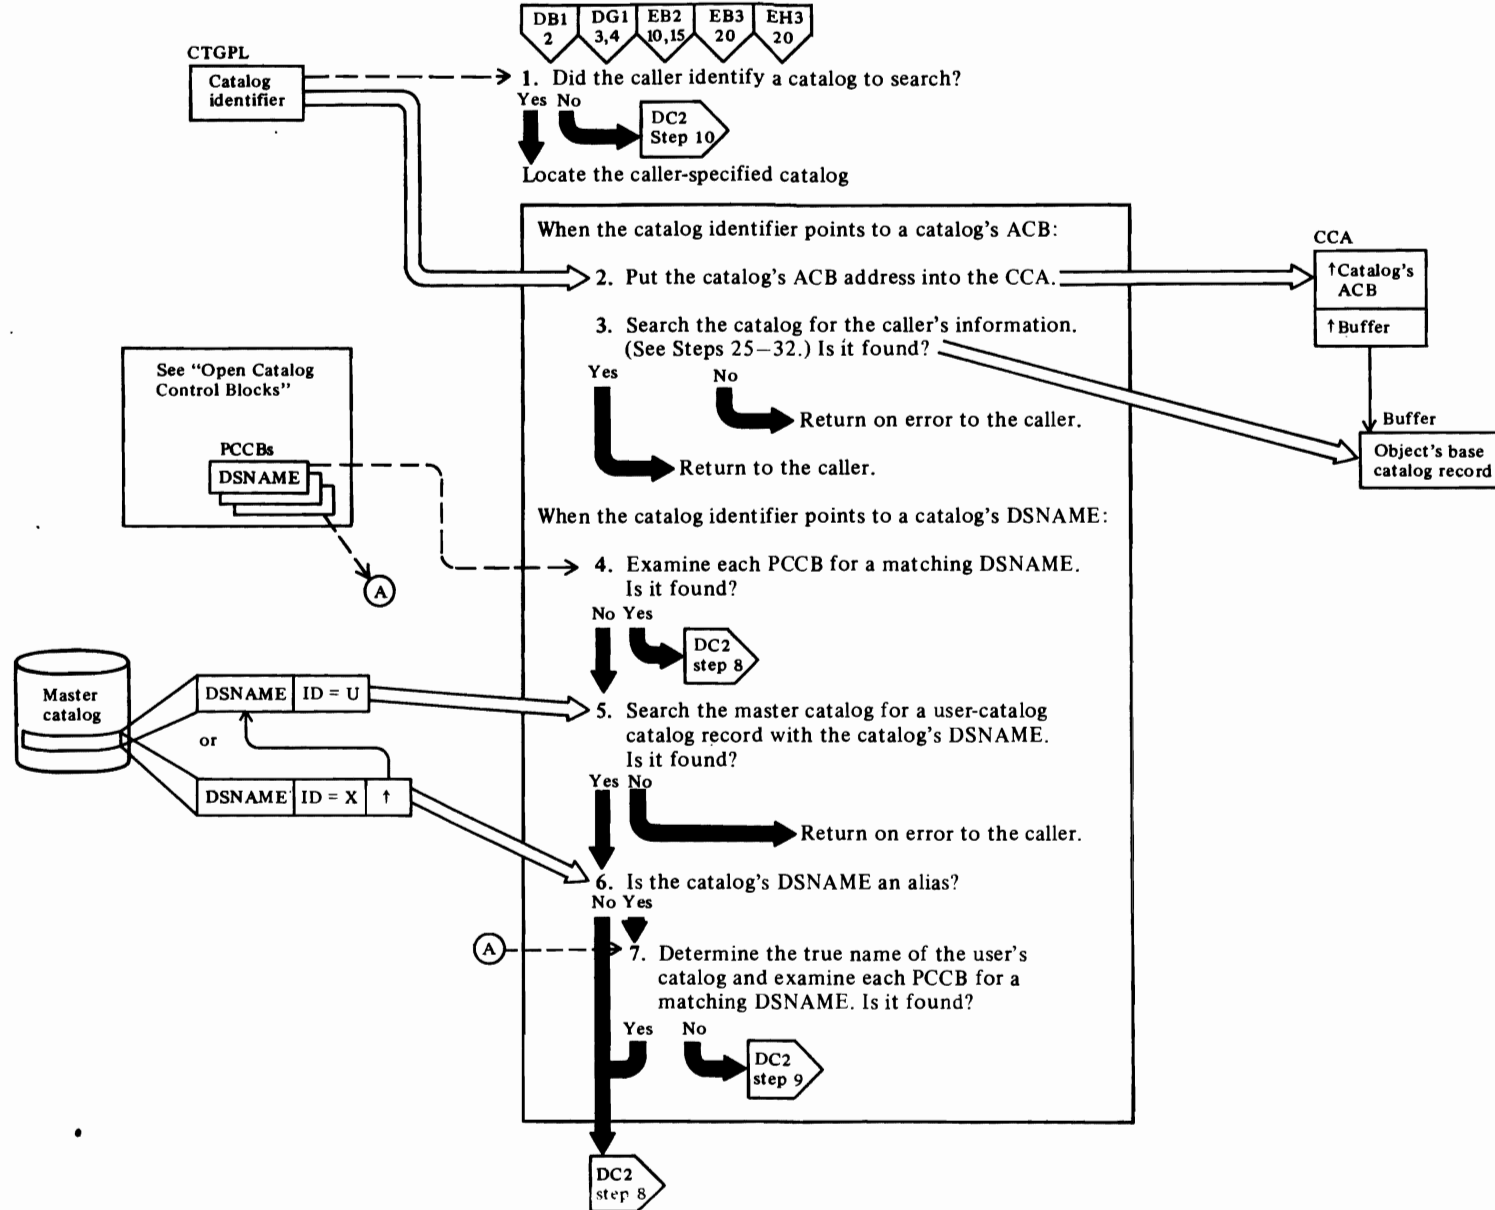 DB1 2
DG1 3,4
EB2 10,15
EB3 20
EH3 20
CTGPL
Catalog
identifier
1. Did the caller identify a catalog to search?
Yes No
DC2
Step 10
Locate the caller-specified catalog
When the catalog identifier points to a catalog's ACB:
2. Put the catalog's ACB address into the CCA.
CCA
↑Catalog's
ACB
↑Buffer
3. Search the catalog for the caller's information.
(See Steps 25–32.) Is it found?
Yes No
Return on error to the caller.
Return to the caller.
Buffer
Object's base
catalog record
See “Open Catalog
Control Blocks”
PCCBs
DSNAME
A
When the catalog identifier points to a catalog's DSNAME:
4. Examine each PCCB for a matching DSNAME.
Is it found?
No Yes
DC2
step 8
Master
catalog
DSNAME ID = U
or
DSNAME ID = X ↑
5. Search the master catalog for a user-catalog
catalog record with the catalog's DSNAME.
Is it found?
Yes No
Return on error to the caller.
6. Is the catalog's DSNAME an alias?
No Yes
A
7. Determine the true name of the user's
catalog and examine each PCCB for a
matching DSNAME. Is it found?
Yes No
DC2
step 9
DC2
step 8